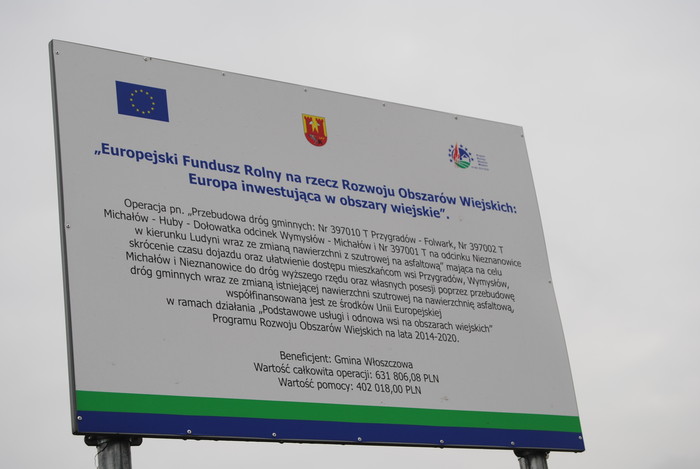 „Europejski Fundusz Rolny na rzecz Rozwoju Obszarów Wiejskich:
Europa inwestująca w obszary wiejskie”.
Operacja pn. „Przebudowa dróg gminnych: Nr 397010 T Przygradów - Folwark, Nr 397002 T
Michałów - Huby - Dołowatka odcinek Wymysłów - Michałów i Nr 397001 T na odcinku Nieznanowice
w kierunku Ludyni wraz ze zmianą nawierzchni z szutrowej na asfaltową” mająca na celu
skrócenie czasu dojazdu oraz ułatwienie dostępu mieszkańcom wsi Przygradów, Wymysłów,
Michałów i Nieznanowice do dróg wyższego rzędu oraz własnych posesji poprzez przebudowę
dróg gminnych wraz ze zmianą istniejącej nawierzchni szutrowej na nawierzchnię asfaltową,
współfinansowana jest ze środków Unii Europejskiej
w ramach działania „Podstawowe usługi i odnowa wsi na obszarach wiejskich”
Programu Rozwoju Obszarów Wiejskich na lata 2014-2020.
Beneficjent: Gmina Włoszczowa
Wartość całkowita operacji: 631 806,08 PLN
Wartość pomocy: 402 018,00 PLN